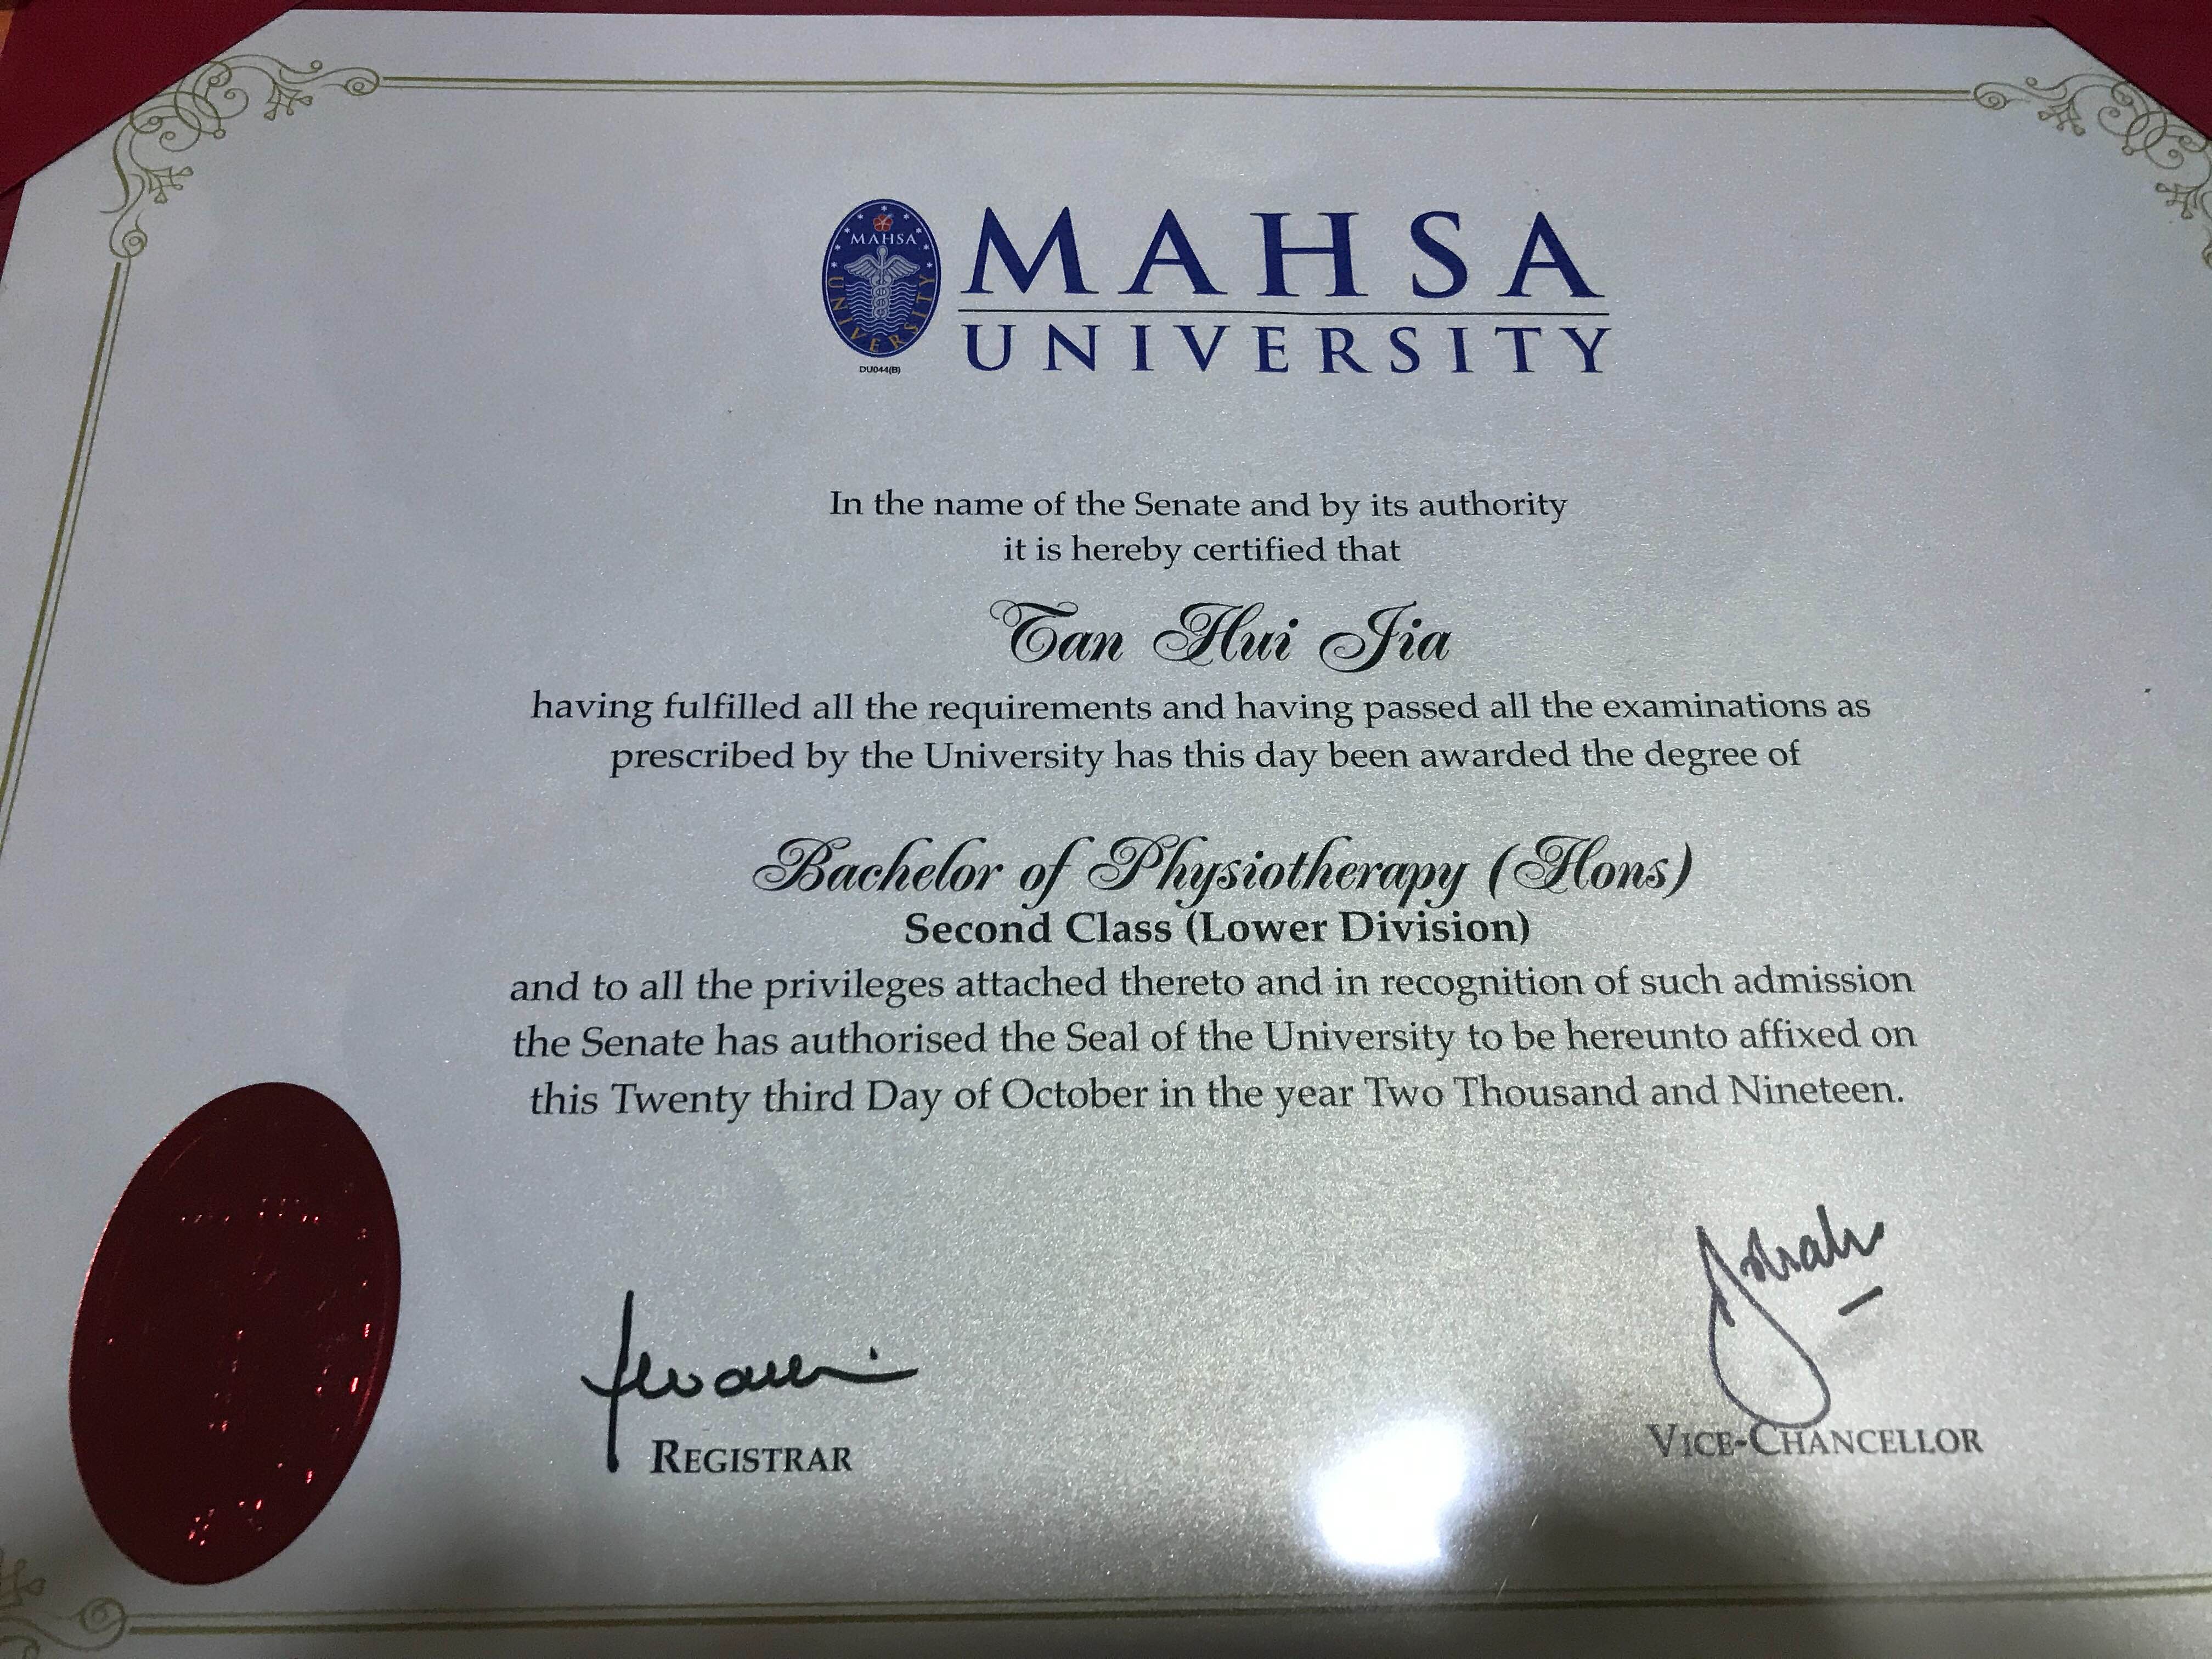 MAHSA
UNIVERSITY
DU044(B)
MAHSA
UNIVERSITY
In the name of the Senate and by its authority
it is hereby certified that
Tan Hui Jia
having fulfilled all the requirements and having passed all the examinations as
prescribed by the University has this day been awarded the degree of
Bachelor of Physiotherapy (Hons)
Second Class (Lower Division)
and to all the privileges attached thereto and in recognition of such admission
the Senate has authorised the Seal of the University to be hereunto affixed on
this Twenty third Day of October in the year Two Thousand and Nineteen.
REGISTRAR
VICE-CHANCELLOR